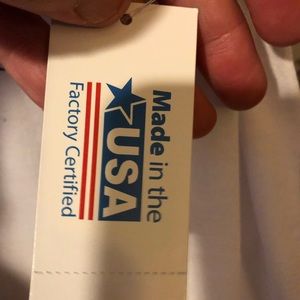 Made in the
USA
Factory Certified